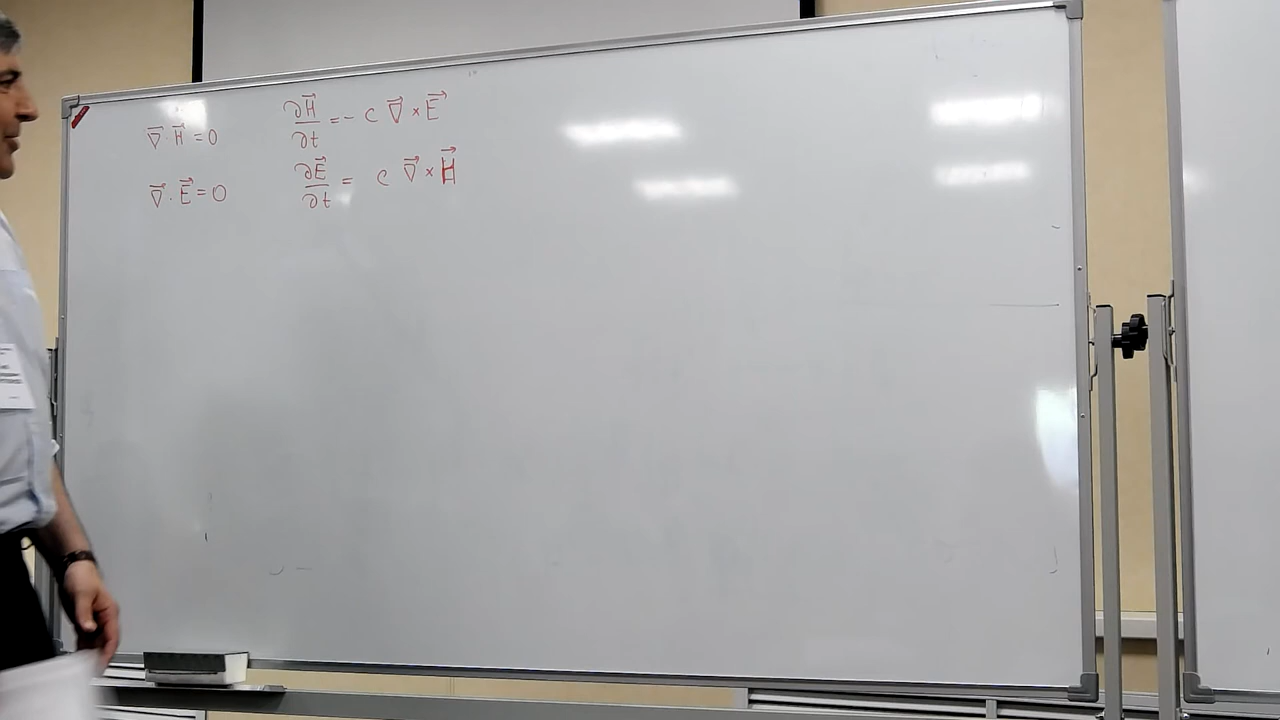 ∇⃗·H⃗ = 0    ∂H⃗/∂t = - c ∇⃗ × E⃗
∇⃗·E⃗ = 0    ∂E⃗/∂t = c ∇⃗ × H⃗